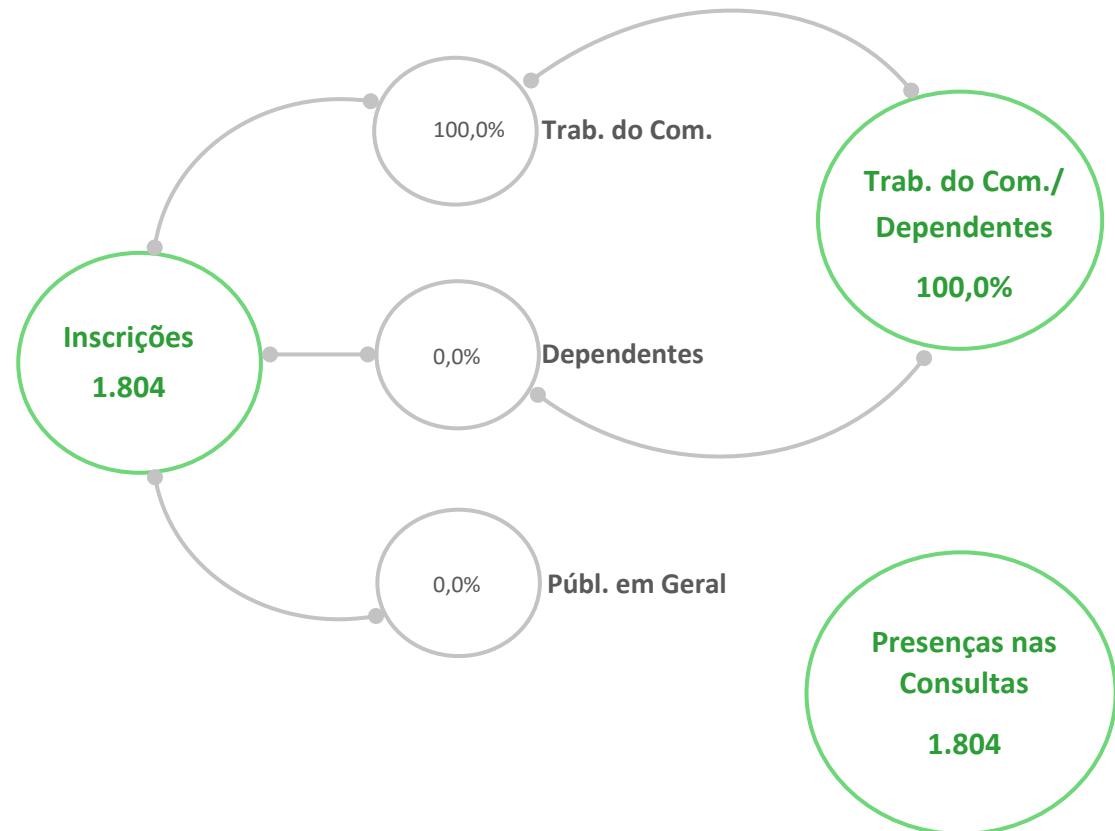 Inscrições
1.804
100,0%
Trab. do Com.
0,0%
Dependentes
0,0%
Públ. em Geral
Trab. do Com./
Dependentes
100,0%
Presenças nas
Consultas
1.804